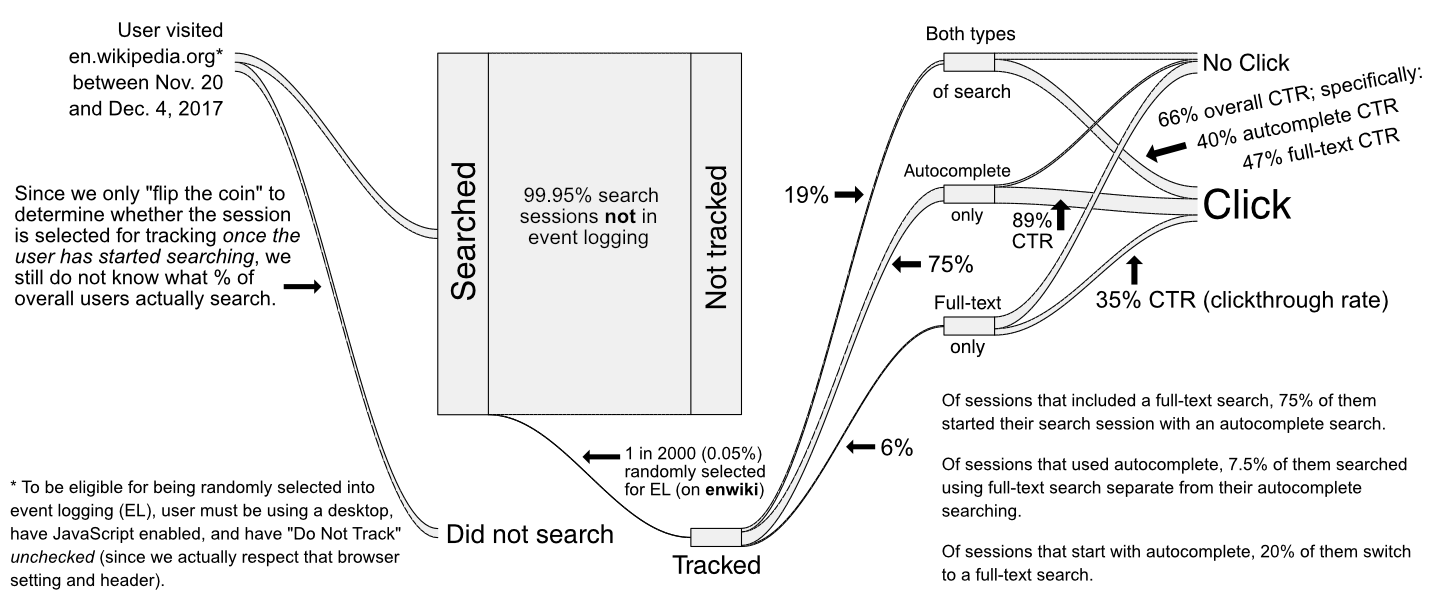 User visited
en.wikipedia.org*
between Nov. 20
and Dec. 4, 2017
Since we only "flip the coin" to
determine whether the session
is selected for tracking once the
user has started searching, we
still do not know what % of
overall users actually search.
* To be eligible for being randomly selected into
event logging (EL), user must be using a desktop,
have JavaScript enabled, and have "Do Not Track"
unchecked (since we actually respect that browser
setting and header).
Searched
99.95% search
sessions not in
event logging
Not tracked
1 in 2000 (0.05%)
randomly selected
for EL (on enwiki)
Did not search
Tracked
19%
75%
6%
Both types
of search
Autocomplete
only
Full-text
only
No Click
66% overall CTR; specifically:
40% autocomplete CTR
47% full-text CTR
Click
89%
CTR
35% CTR (clickthrough rate)
Of sessions that included a full-text search, 75% of them
started their search session with an autocomplete search.
Of sessions that used autocomplete, 7.5% of them searched
using full-text search separate from their autocomplete
searching.
Of sessions that start with autocomplete, 20% of them switch
to a full-text search.